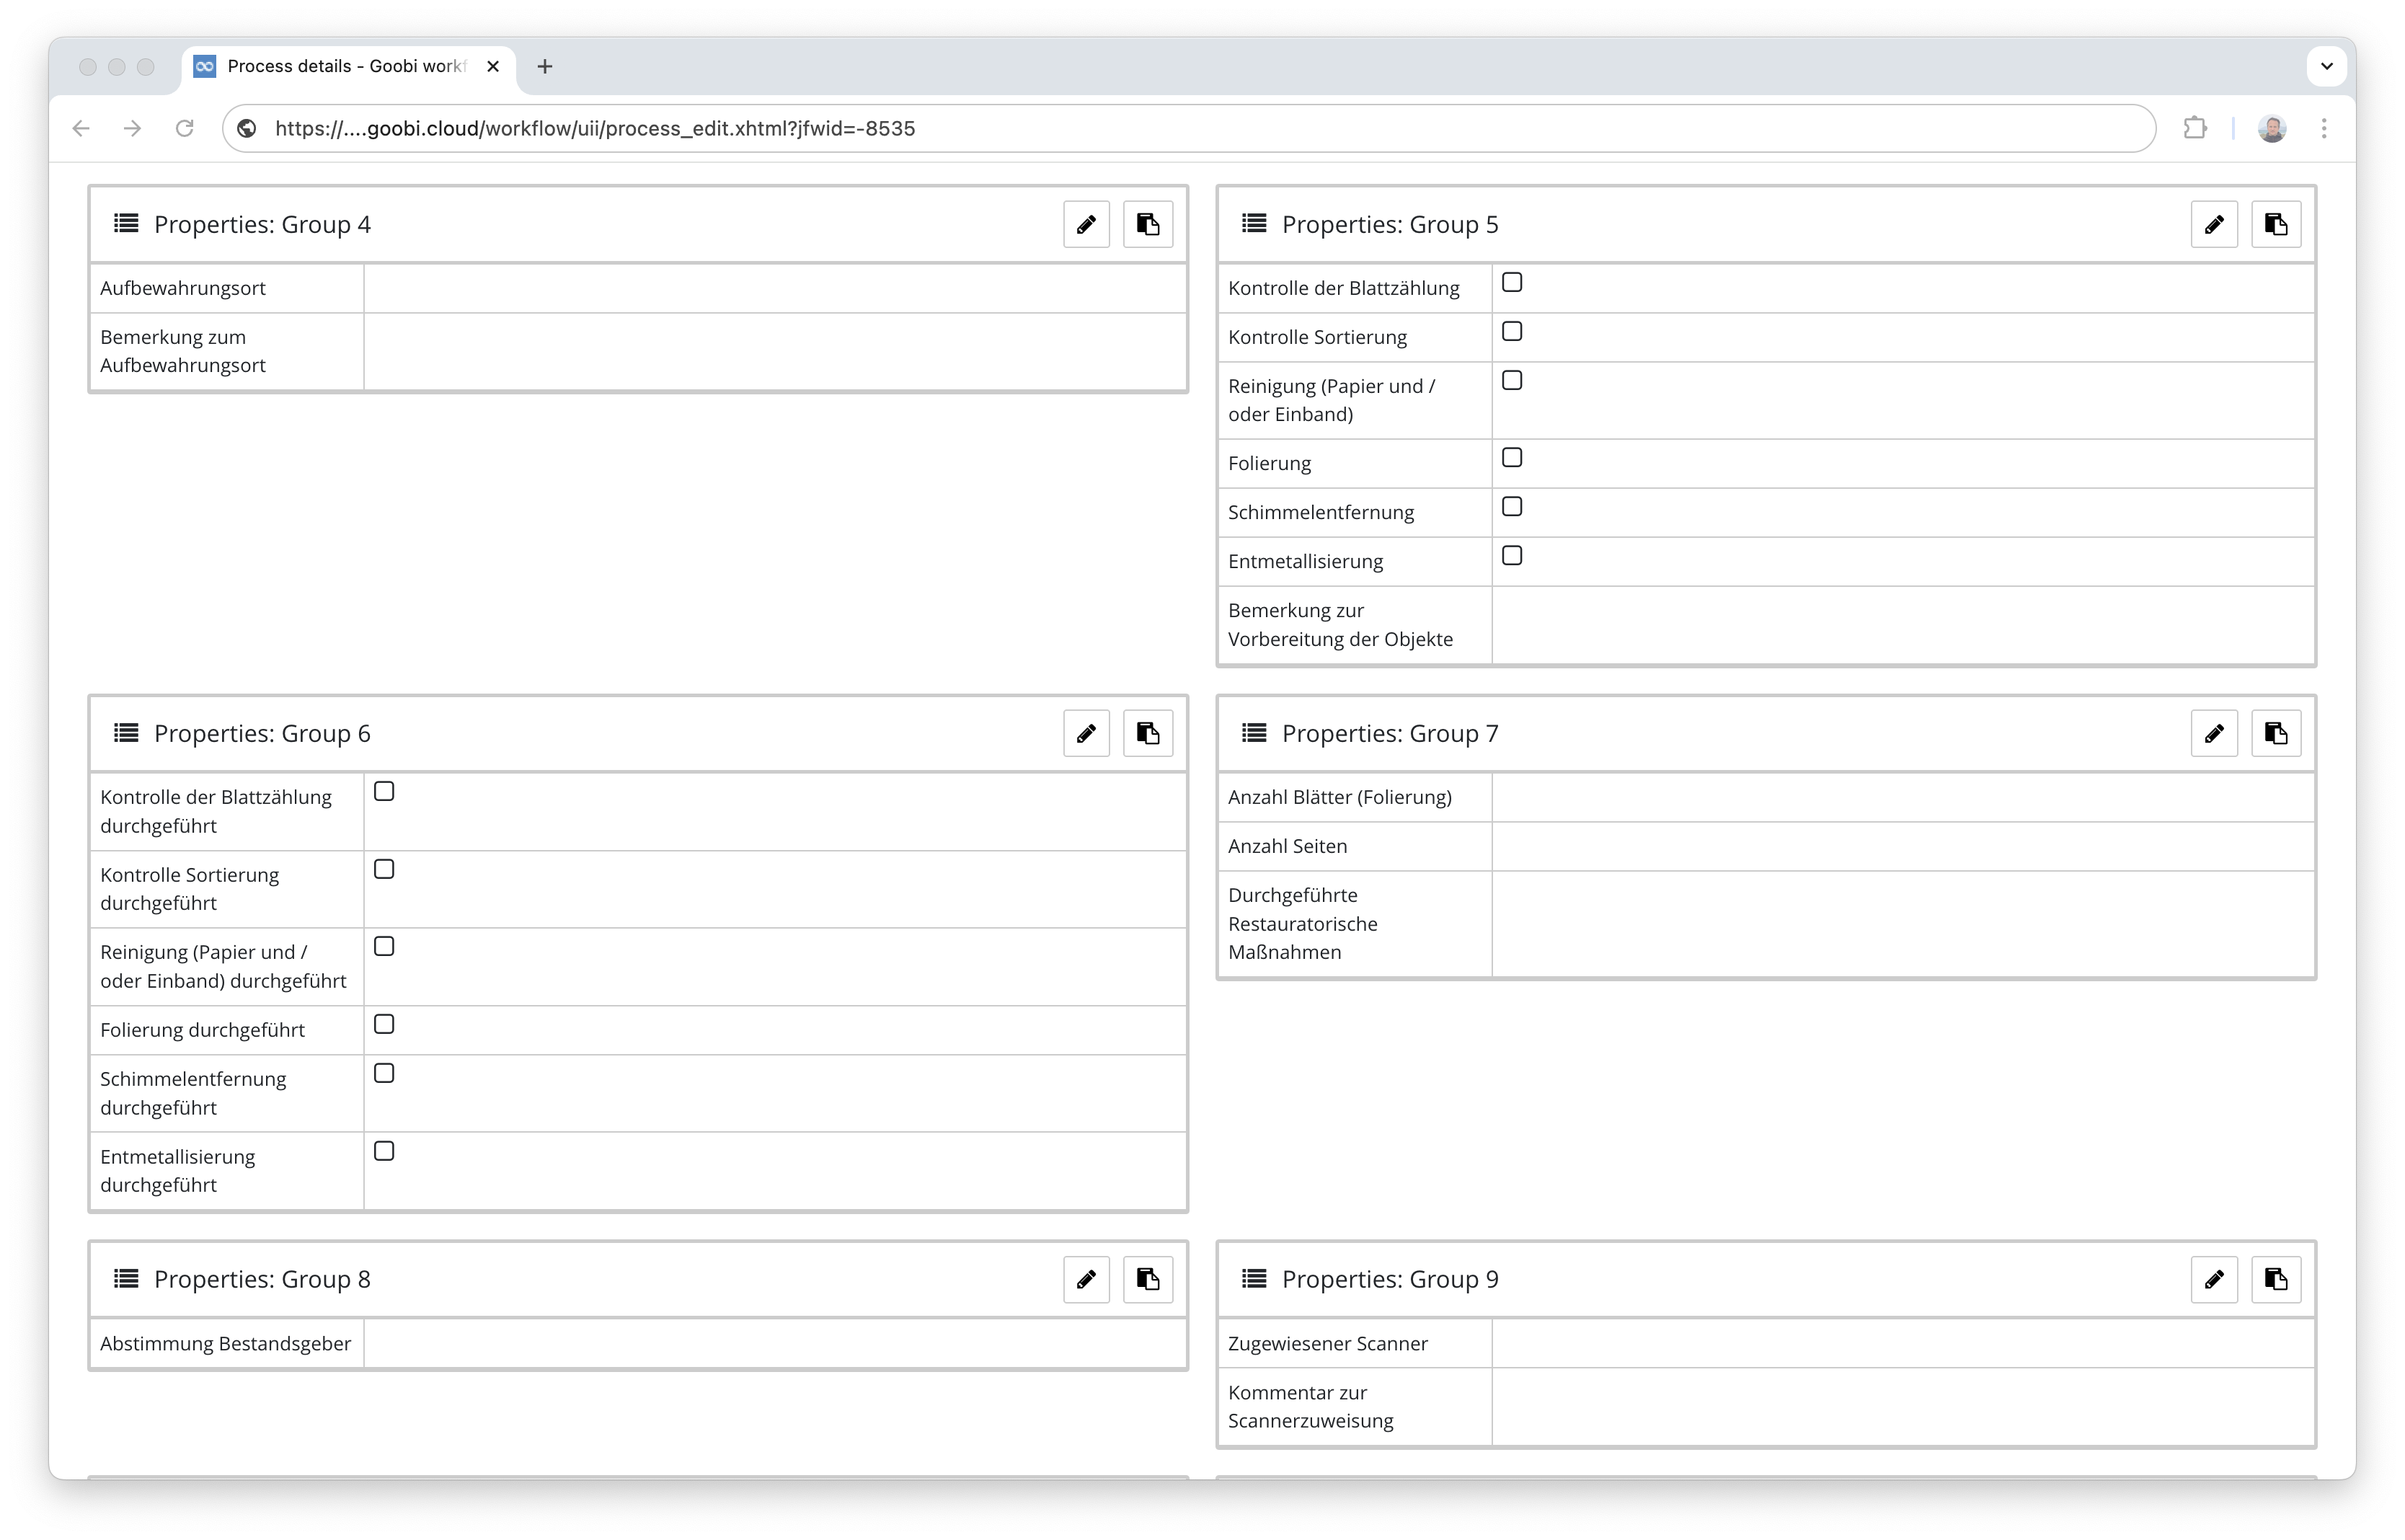 Process details - Goobi workf
https://....goobi.cloud/workflow/uii/process_edit.xhtml?jfwid=-8535
Properties: Group 4
Aufbewahrungsort
Bemerkung zum
Aufbewahrungsort
Properties: Group 5
Kontrolle der Blattzählung
Kontrolle Sortierung
Reinigung (Papier und /
oder Einband)
Folierung
Schimmelentfernung
Entmetallisierung
Bemerkung zur
Vorbereitung der Objekte
Properties: Group 6
Kontrolle der Blattzählung
durchgeführt
Kontrolle Sortierung
durchgeführt
Reinigung (Papier und /
oder Einband) durchgeführt
Folierung durchgeführt
Schimmelentfernung
durchgeführt
Entmetallisierung
durchgeführt
Properties: Group 7
Anzahl Blätter (Folierung)
Anzahl Seiten
Durchgeführte
Restauratorische
Maßnahmen
Properties: Group 8
Abstimmung Bestandsgeber
Properties: Group 9
Zugewiesener Scanner
Kommentar zur
Scannerzuweisung